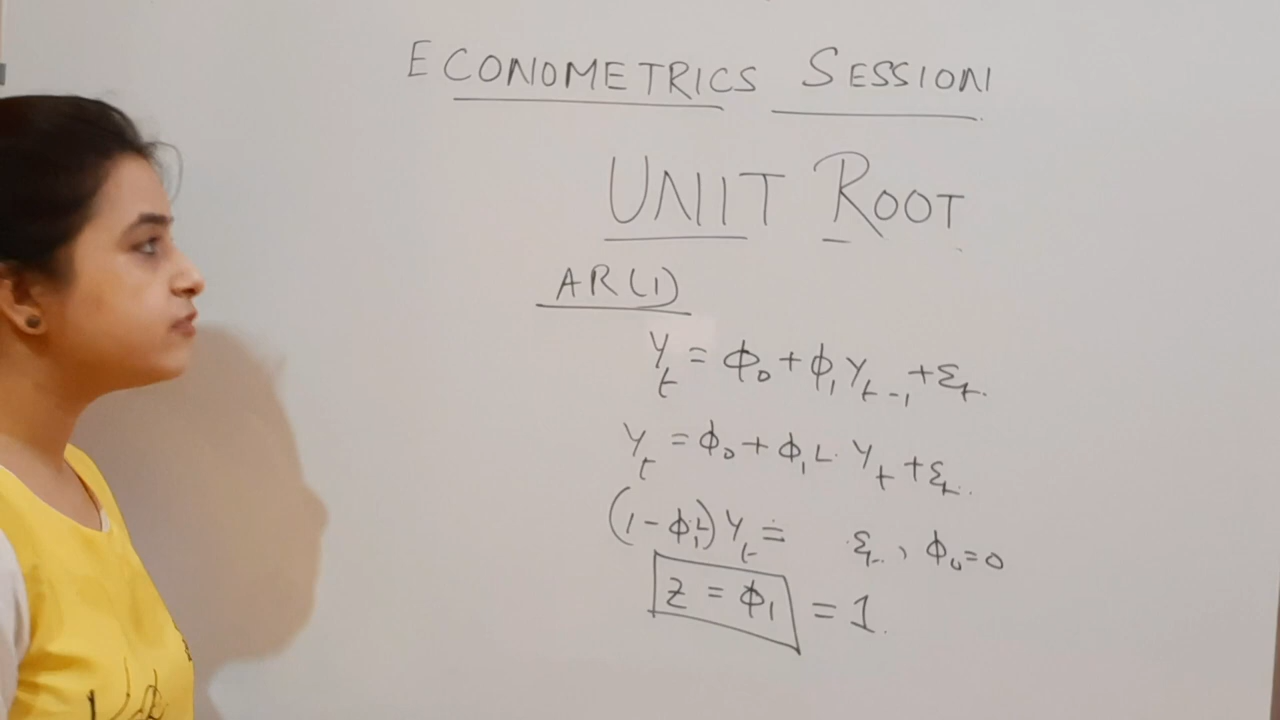 ECONOMETRICS SESSION
UNIT ROOT
AR(1)
Yₜ = ϕ₀ + ϕ₁ Yₜ₋₁ + εₜ.
Yₜ = ϕ₀ + ϕ₁ L. Yₜ + εₜ.
(1 - ϕ₁L) Yₜ = εₜ, ϕ₀ = 0
z = ϕ₁ = 1.